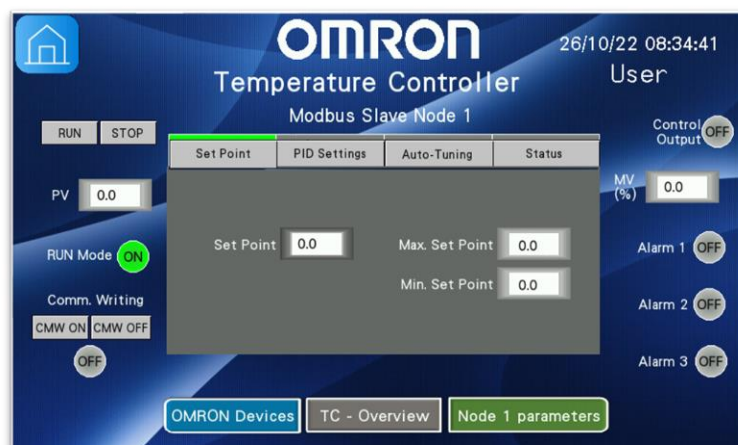 OMRON
26/10/22 08:34:41
Temperature Controller
User
Modbus Slave Node 1
RUN STOP
Control
Output OFF
Set Point PID Settings Auto-Tuning Status
PV 0.0
MV
(%) 0.0
Set Point 0.0 Max. Set Point 0.0
RUN Mode ON
Alarm 1 OFF
Min. Set Point 0.0
Comm. Writing
Alarm 2 OFF
CMW ON CMW OFF
OFF
Alarm 3 OFF
OMRON Devices TC - Overview Node 1 parameters